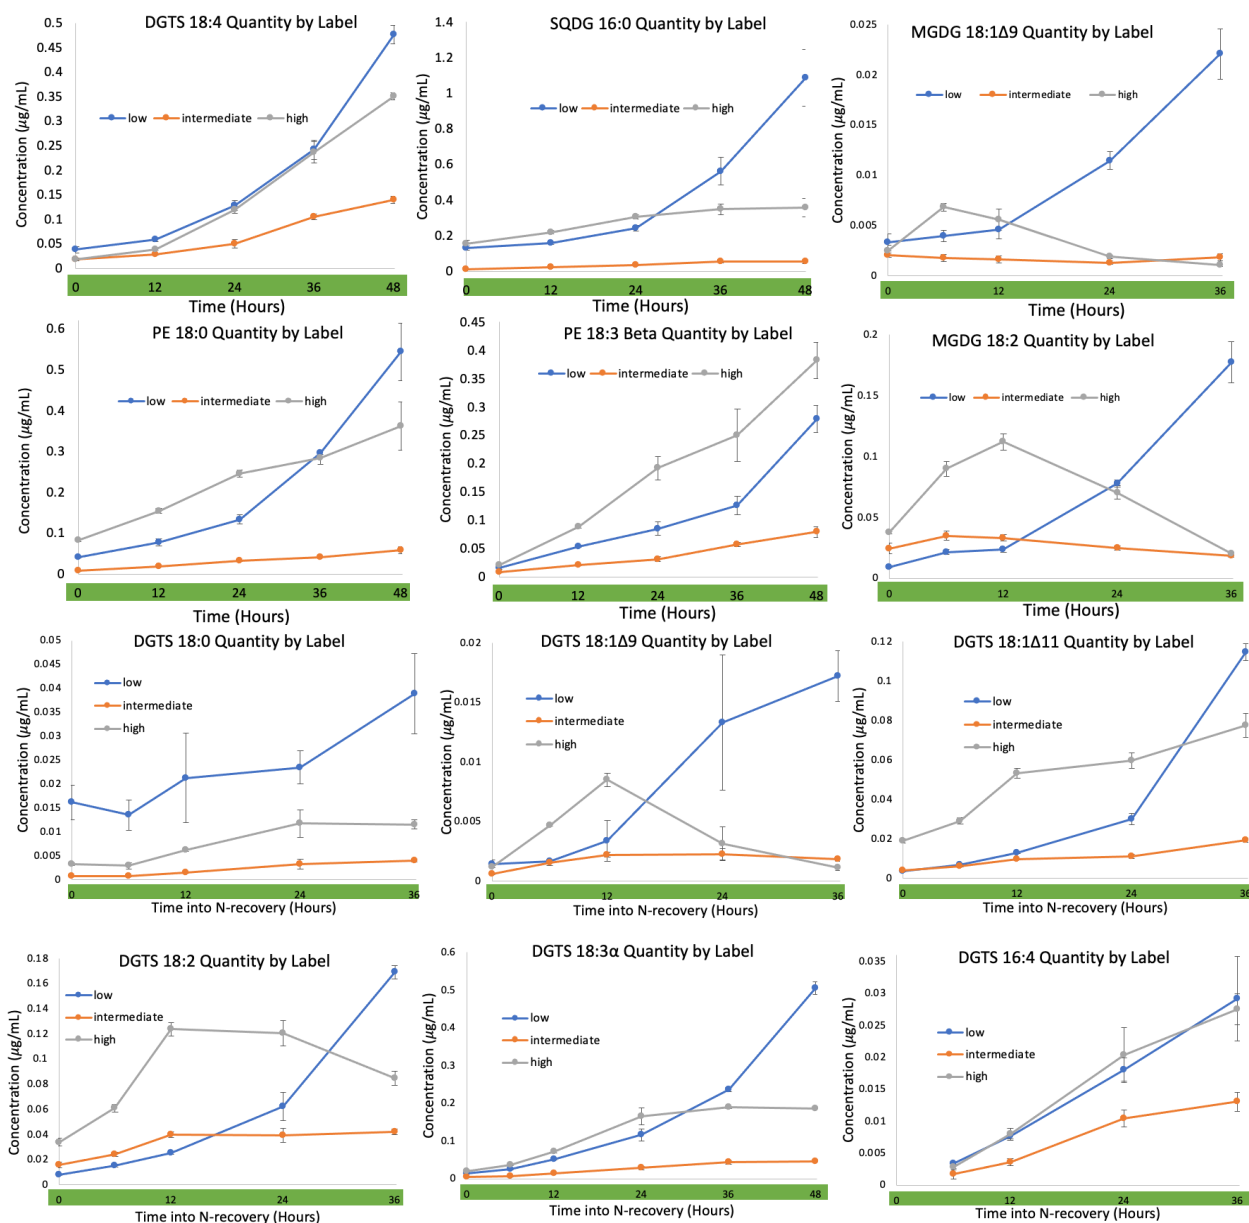 DGTS 18:4 Quantity by Label
Concentration (µg/mL)
0.5
0.45
0.4
0.35
0.3
0.25
0.2
0.15
0.1
0.05
0
low intermediate high
0 12 24 36 48
Time (Hours)
SQDG 16:0 Quantity by Label
Concentration (µg/mL)
1.4
1.2
1
0.8
0.6
0.4
0.2
0
low intermediate high
0 12 24 36 48
Time (Hours)
MGDG 18:1Δ9 Quantity by Label
Concentration (µg/mL)
0.025
0.02
0.015
0.01
0.005
0
low intermediate high
0 12 24 36
Time (Hours)
PE 18:0 Quantity by Label
Concentration (µg/mL)
0.6
0.5
0.4
0.3
0.2
0.1
0
low intermediate high
0 12 24 36 48
Time (Hours)
PE 18:3 Beta Quantity by Label
Concentration (µg/mL)
0.45
0.4
0.35
0.3
0.25
0.2
0.15
0.1
0.05
0
low intermediate high
0 12 24 36 48
Time (Hours)
MGDG 18:2 Quantity by Label
Concentration (µg/mL)
0.2
0.15
0.1
0.05
0
low intermediate high
0 12 24 36
Time (Hours)
DGTS 18:0 Quantity by Label
Concentration (µg/mL)
0.05
0.045
0.04
0.035
0.03
0.025
0.02
0.015
0.01
0.005
0
low
intermediate
high
0 12 24 36
Time into N-recovery (Hours)
DGTS 18:1Δ9 Quantity by Label
Concentration (µg/mL)
0.02
0.015
0.01
0.005
0
low
intermediate
high
0 12 24 36
Time into N-recovery (Hours)
DGTS 18:1Δ11 Quantity by Label
Concentration (µg/mL)
0.12
0.1
0.08
0.06
0.04
0.02
0
low
intermediate
high
0 12 24 36
Time into N-recovery (Hours)
DGTS 18:2 Quantity by Label
Concentration (µg/mL)
0.18
0.16
0.14
0.12
0.1
0.08
0.06
0.04
0.02
0
low
intermediate
high
0 12 24 36
Time into N-recovery (Hours)
DGTS 18:3α Quantity by Label
Concentration (µg/mL)
0.6
0.5
0.4
0.3
0.2
0.1
0
low
intermediate
high
0 12 24 36 48
Time into N-recovery (Hours)
DGTS 16:4 Quantity by Label
Concentration (µg/mL)
0.035
0.03
0.025
0.02
0.015
0.01
0.005
0
low
intermediate
high
0 12 24 36
Time into N-recovery (Hours)